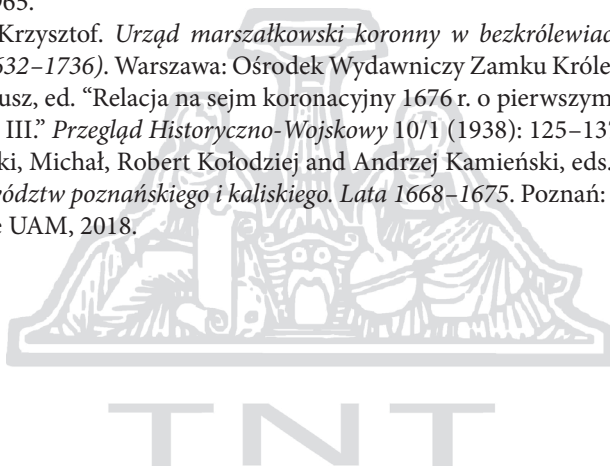 965.
Krzysztof. Urząd marszałkowski koronny w bezkrólewiac
632–1736). Warszawa: Ośrodek Wydawniczy Zamku Króle
usz, ed. “Relacja na sejm koronacyjny 1676 r. o pierwszym
III.” Przegląd Historyczno-Wojskowy 10/1 (1938): 125–137
ki, Michał, Robert Kołodziej and Andrzej Kamieński, eds.
wództw poznańskiego i kaliskiego. Lata 1668–1675. Poznań:
e UAM, 2018.
TNT